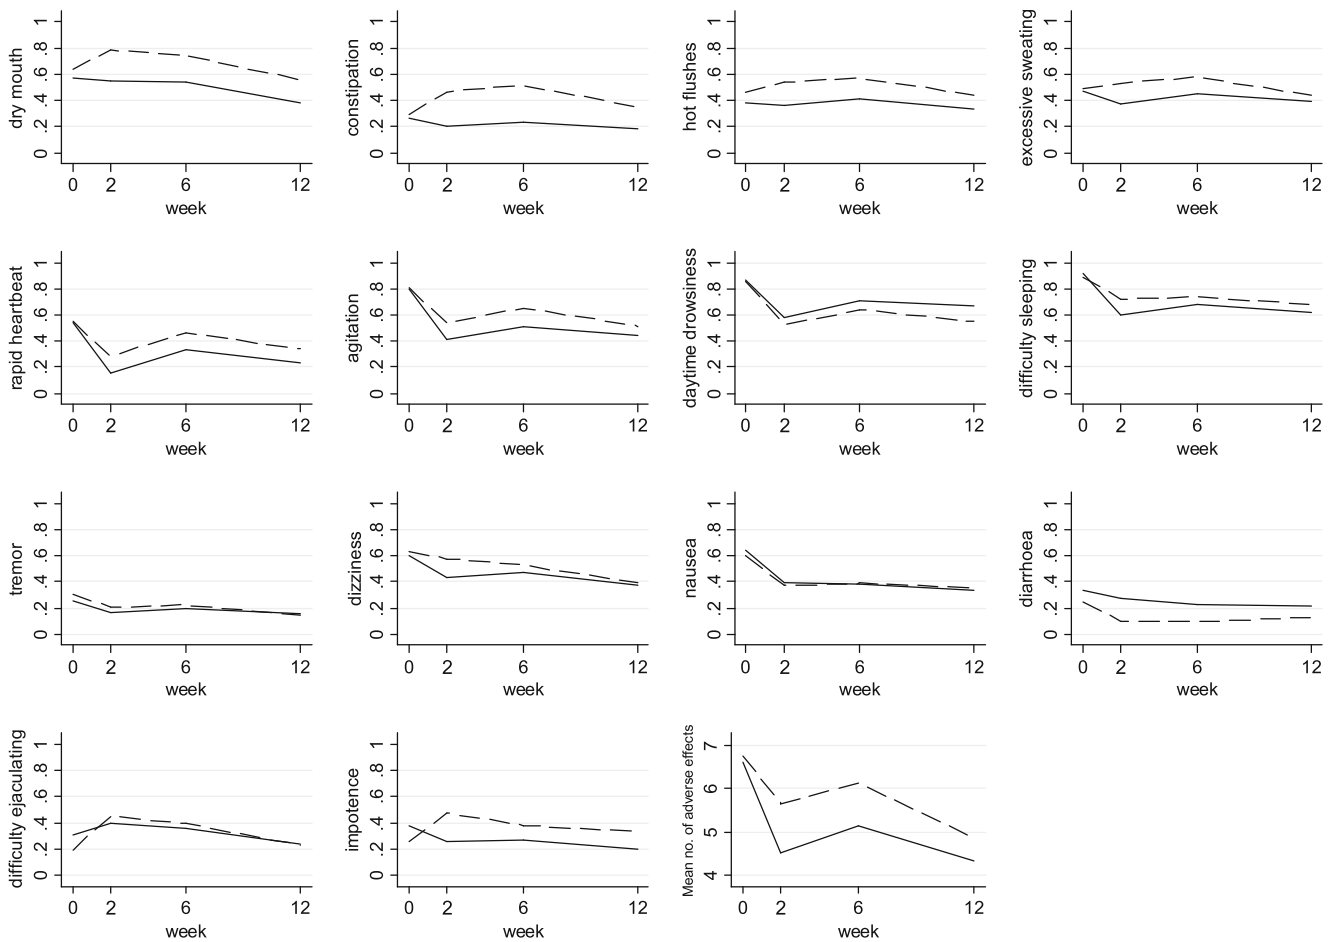 dry mouth
0 .2 .4 .6 .8 1
0 2 6 12
week
constipation
0 .2 .4 .6 .8 1
0 2 6 12
week
hot flushes
0 .2 .4 .6 .8 1
0 2 6 12
week
excessive sweating
0 .2 .4 .6 .8 1
0 2 6 12
week
rapid heartbeat
0 .2 .4 .6 .8 1
0 2 6 12
week
agitation
0 .2 .4 .6 .8 1
0 2 6 12
week
daytime drowsiness
0 .2 .4 .6 .8 1
0 2 6 12
week
difficulty sleeping
0 .2 .4 .6 .8 1
0 2 6 12
week
tremor
0 .2 .4 .6 .8 1
0 2 6 12
week
dizziness
0 .2 .4 .6 .8 1
0 2 6 12
week
nausea
0 .2 .4 .6 .8 1
0 2 6 12
week
diarrhoea
0 .2 .4 .6 .8 1
0 2 6 12
week
difficulty ejaculating
0 .2 .4 .6 .8 1
0 2 6 12
week
impotence
0 .2 .4 .6 .8 1
0 2 6 12
week
Mean no. of adverse effects
4 5 6 7
0 2 6 12
week